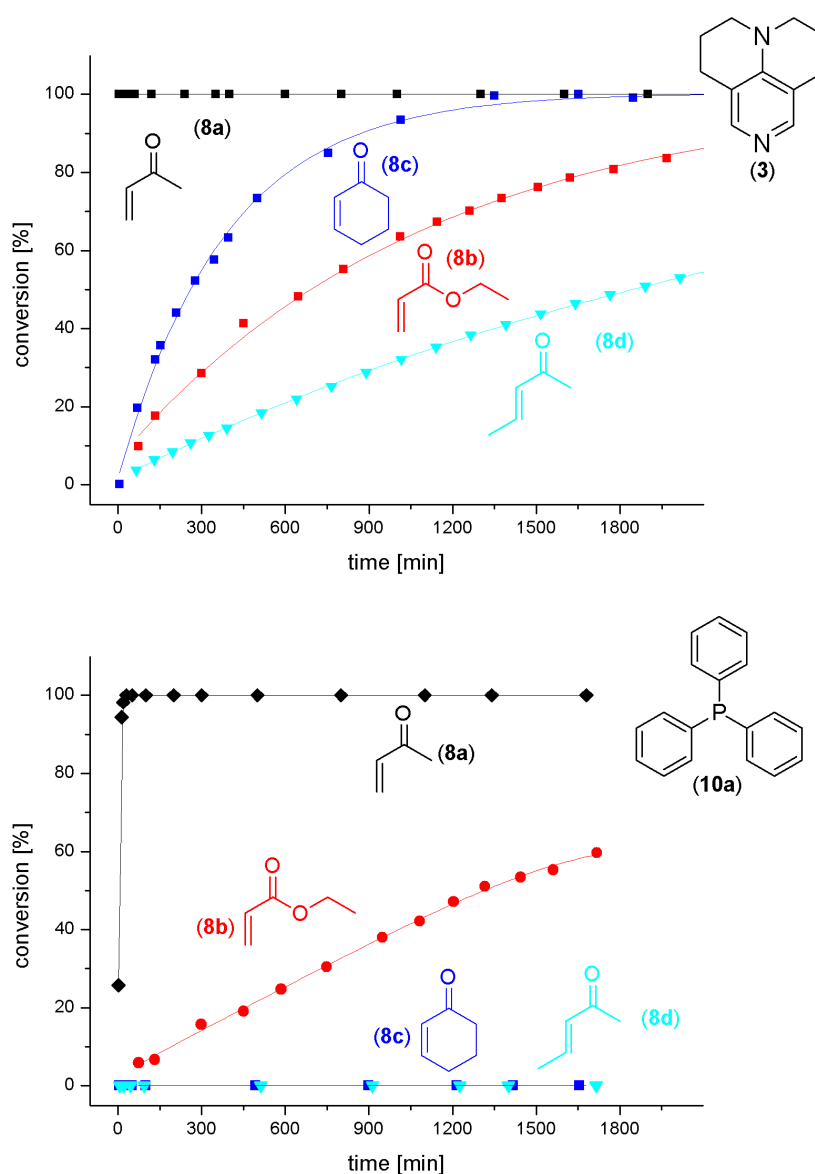 N
N
(3)
100
80
60
40
20
0
conversion [%]
O
(8a)
O
(8c)
O
(8b)
O
O
(8d)
0
300
600
900
1200
1500
1800
time [min]
P
(10a)
100
80
60
40
20
0
conversion [%]
O
(8a)
O
O
(8b)
O
(8c)
O
(8d)
0
300
600
900
1200
1500
1800
time [min]